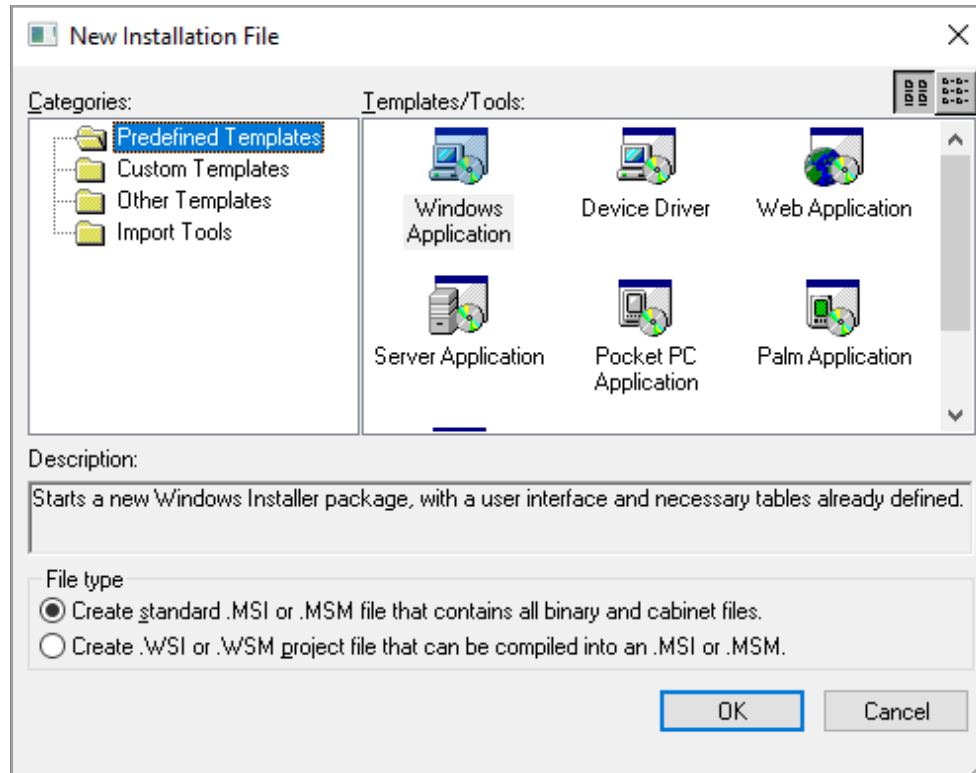 New Installation File
Categories:
Templates/Tools:
Predefined Templates
Custom Templates
Other Templates
Import Tools
Windows
Application
Device Driver
Web Application
Server Application
Pocket PC
Application
Palm Application
Description:
Starts a new Windows Installer package, with a user interface and necessary tables already defined.
File type
Create standard .MSI or .MSM file that contains all binary and cabinet files.
Create .WSI or .WSM project file that can be compiled into an .MSI or .MSM.
OK
Cancel